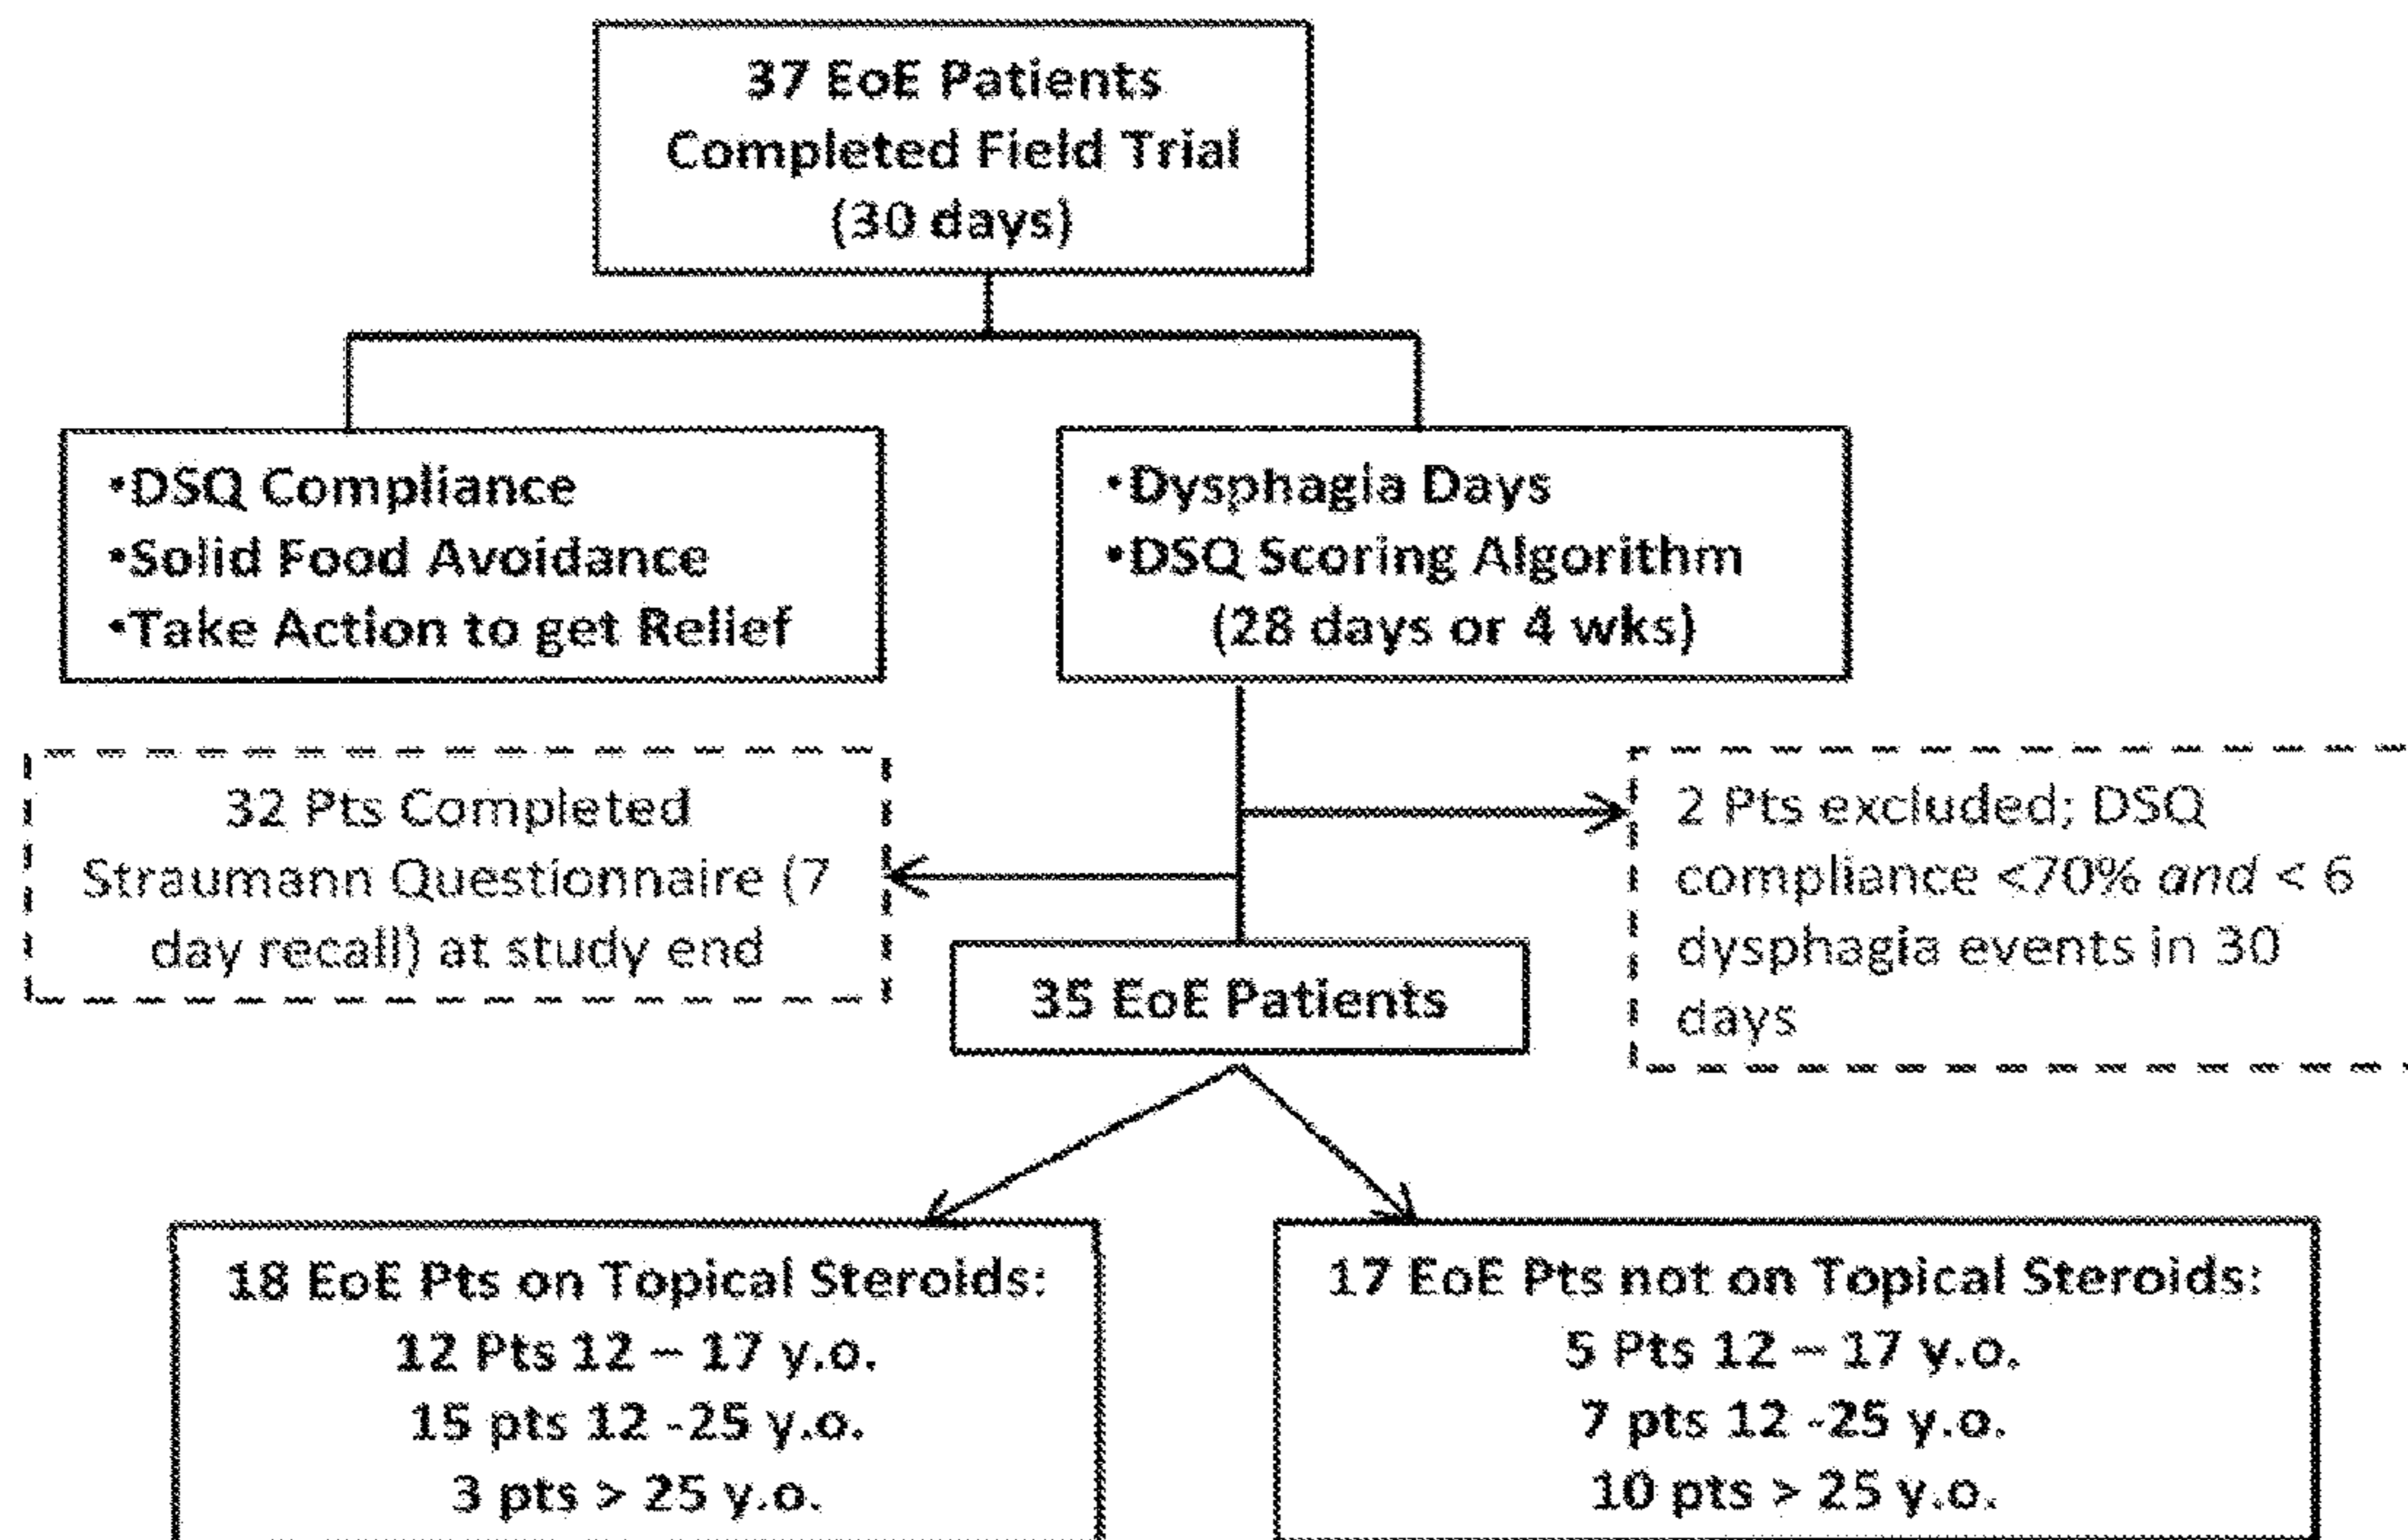 37 EoE Patients
Completed Field Trial
(30 days)
•DSQ Compliance
•Solid Food Avoidance
•Take Action to get Relief
•Dysphagia Days
•DSQ Scoring Algorithm
(28 days or 4 wks)
32 Pts Completed
Straumann Questionnaire (7
day recall) at study end
2 Pts excluded; DSQ
compliance <70% and < 6
dysphagia events in 30
days
35 EoE Patients
18 EoE Pts on Topical Steroids:
12 Pts 12 – 17 y.o.
15 pts 12 -25 y.o.
3 pts > 25 y.o.
17 EoE Pts not on Topical Steroids:
5 Pts 12 – 17 y.o.
7 pts 12 -25 y.o.
10 pts > 25 y.o.